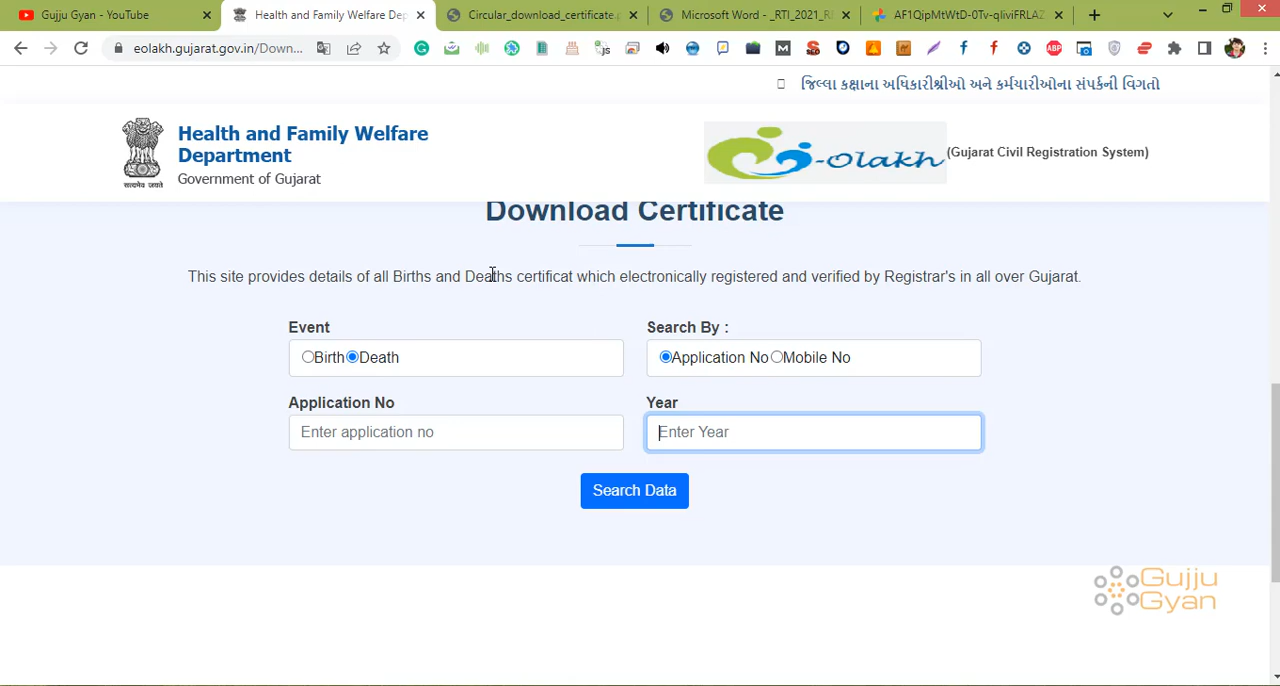 Gujju Gyan - YouTube
Health and Family Welfare Dep
Circular_download_certificate.p
Microsoft Word - _RTI_2021_R
AF1QipMtWtD-0Tv-qIiviFRLAZ
eolakh.gujarat.gov.in/Down...
જિલ્લા કક્ષાના અધિકારીશ્રીઓ અને કર્મચારીઓના સંપર્કની વિગતો
Health and Family Welfare
Department
Government of Gujarat
सत्यमेव जयते
e-olakh
(Gujarat Civil Registration System)
Download Certificate
This site provides details of all Births and Deaths certificat which electronically registered and verified by Registrar's in all over Gujarat.
Event
Birth Death
Search By :
Application No Mobile No
Application No
Enter application no
Year
Enter Year
Search Data
Gujju
Gyan